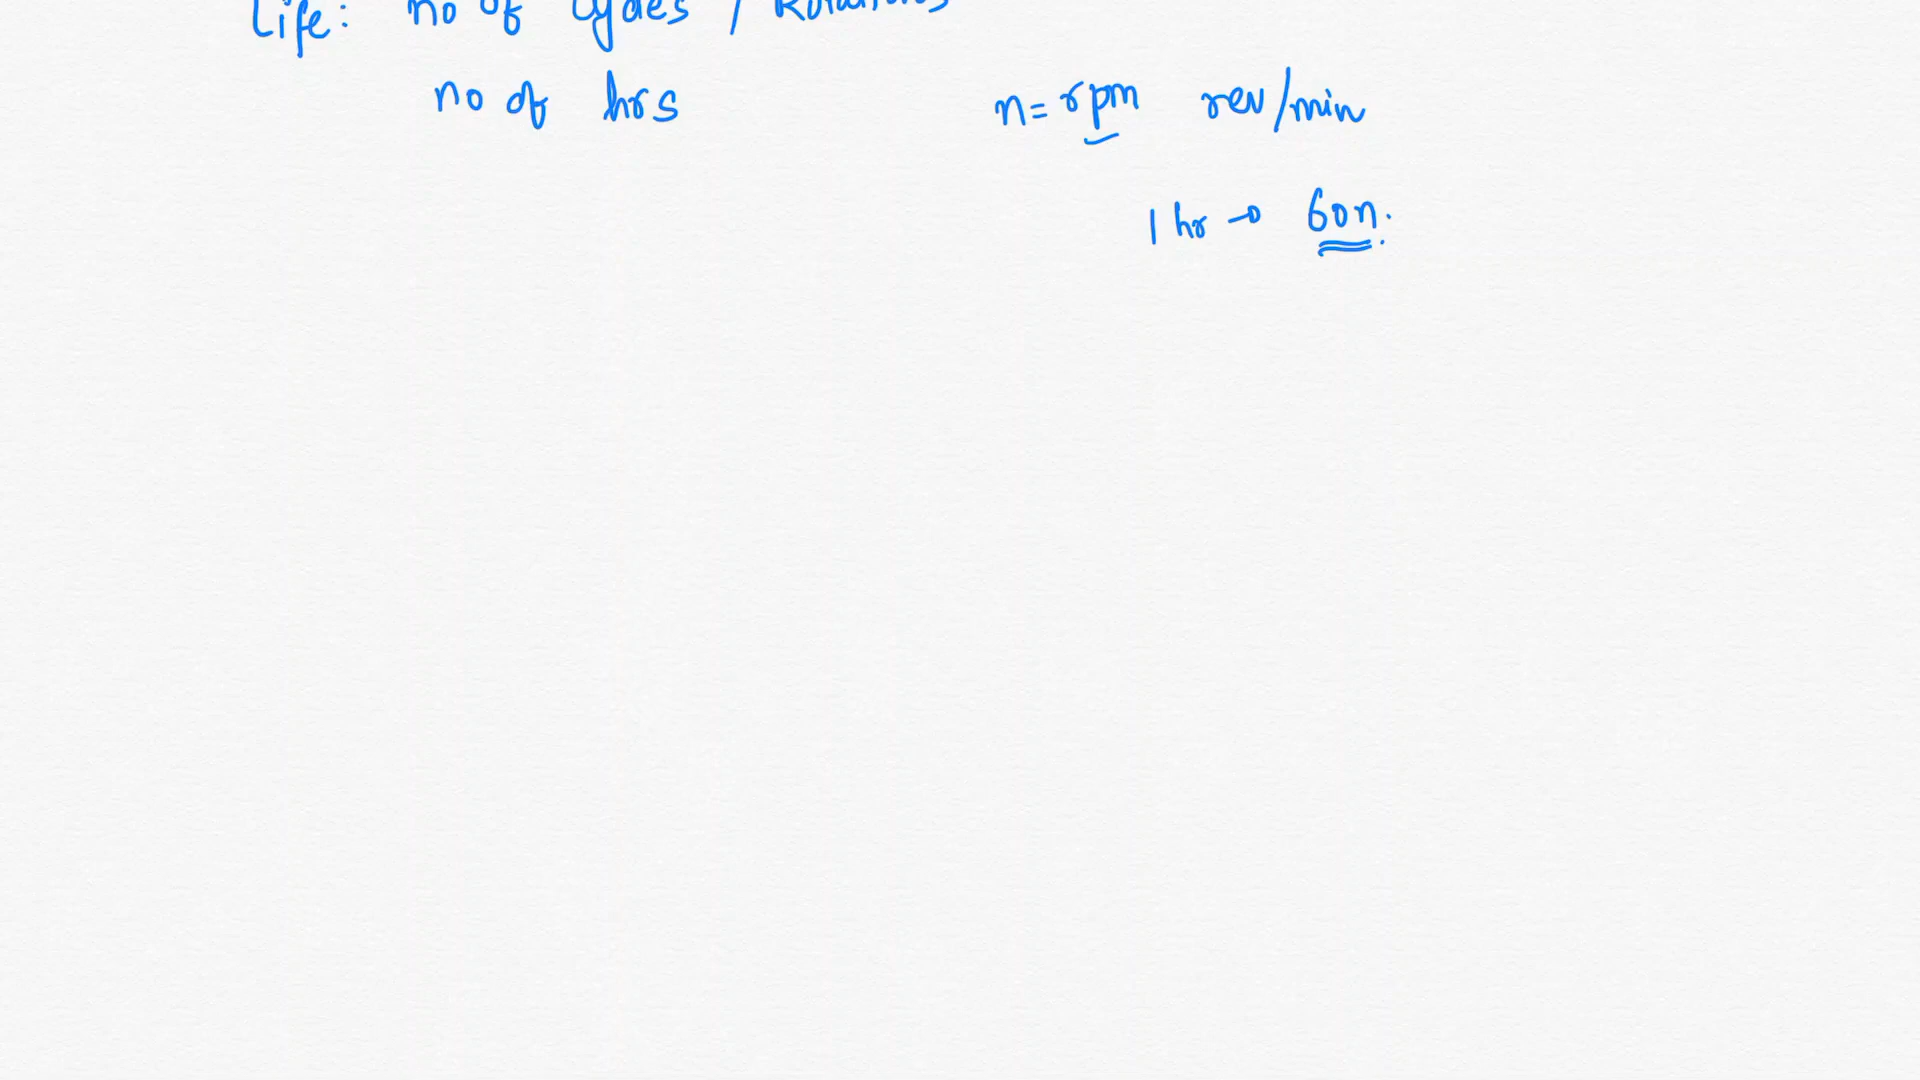 Life: no of cycles / Rotations
no of hrs n = rpm rev/min
1 hr → 60n.